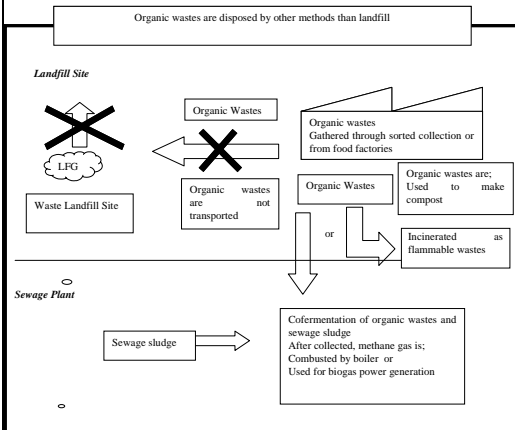 Organic wastes are disposed by other methods than landfill
Landfill Site
Organic Wastes
Organic wastes
Gathered through sorted collection or
from food factories
LFG
Waste Landfill Site
Organic wastes
are not
transported
Organic Wastes
Organic wastes are;
Used to make
compost
or
Incinerated as
flammable wastes
Sewage Plant
Sewage sludge
Cofermentation of organic wastes and
sewage sludge
After collected, methane gas is;
Combusted by boiler or
Used for biogas power generation